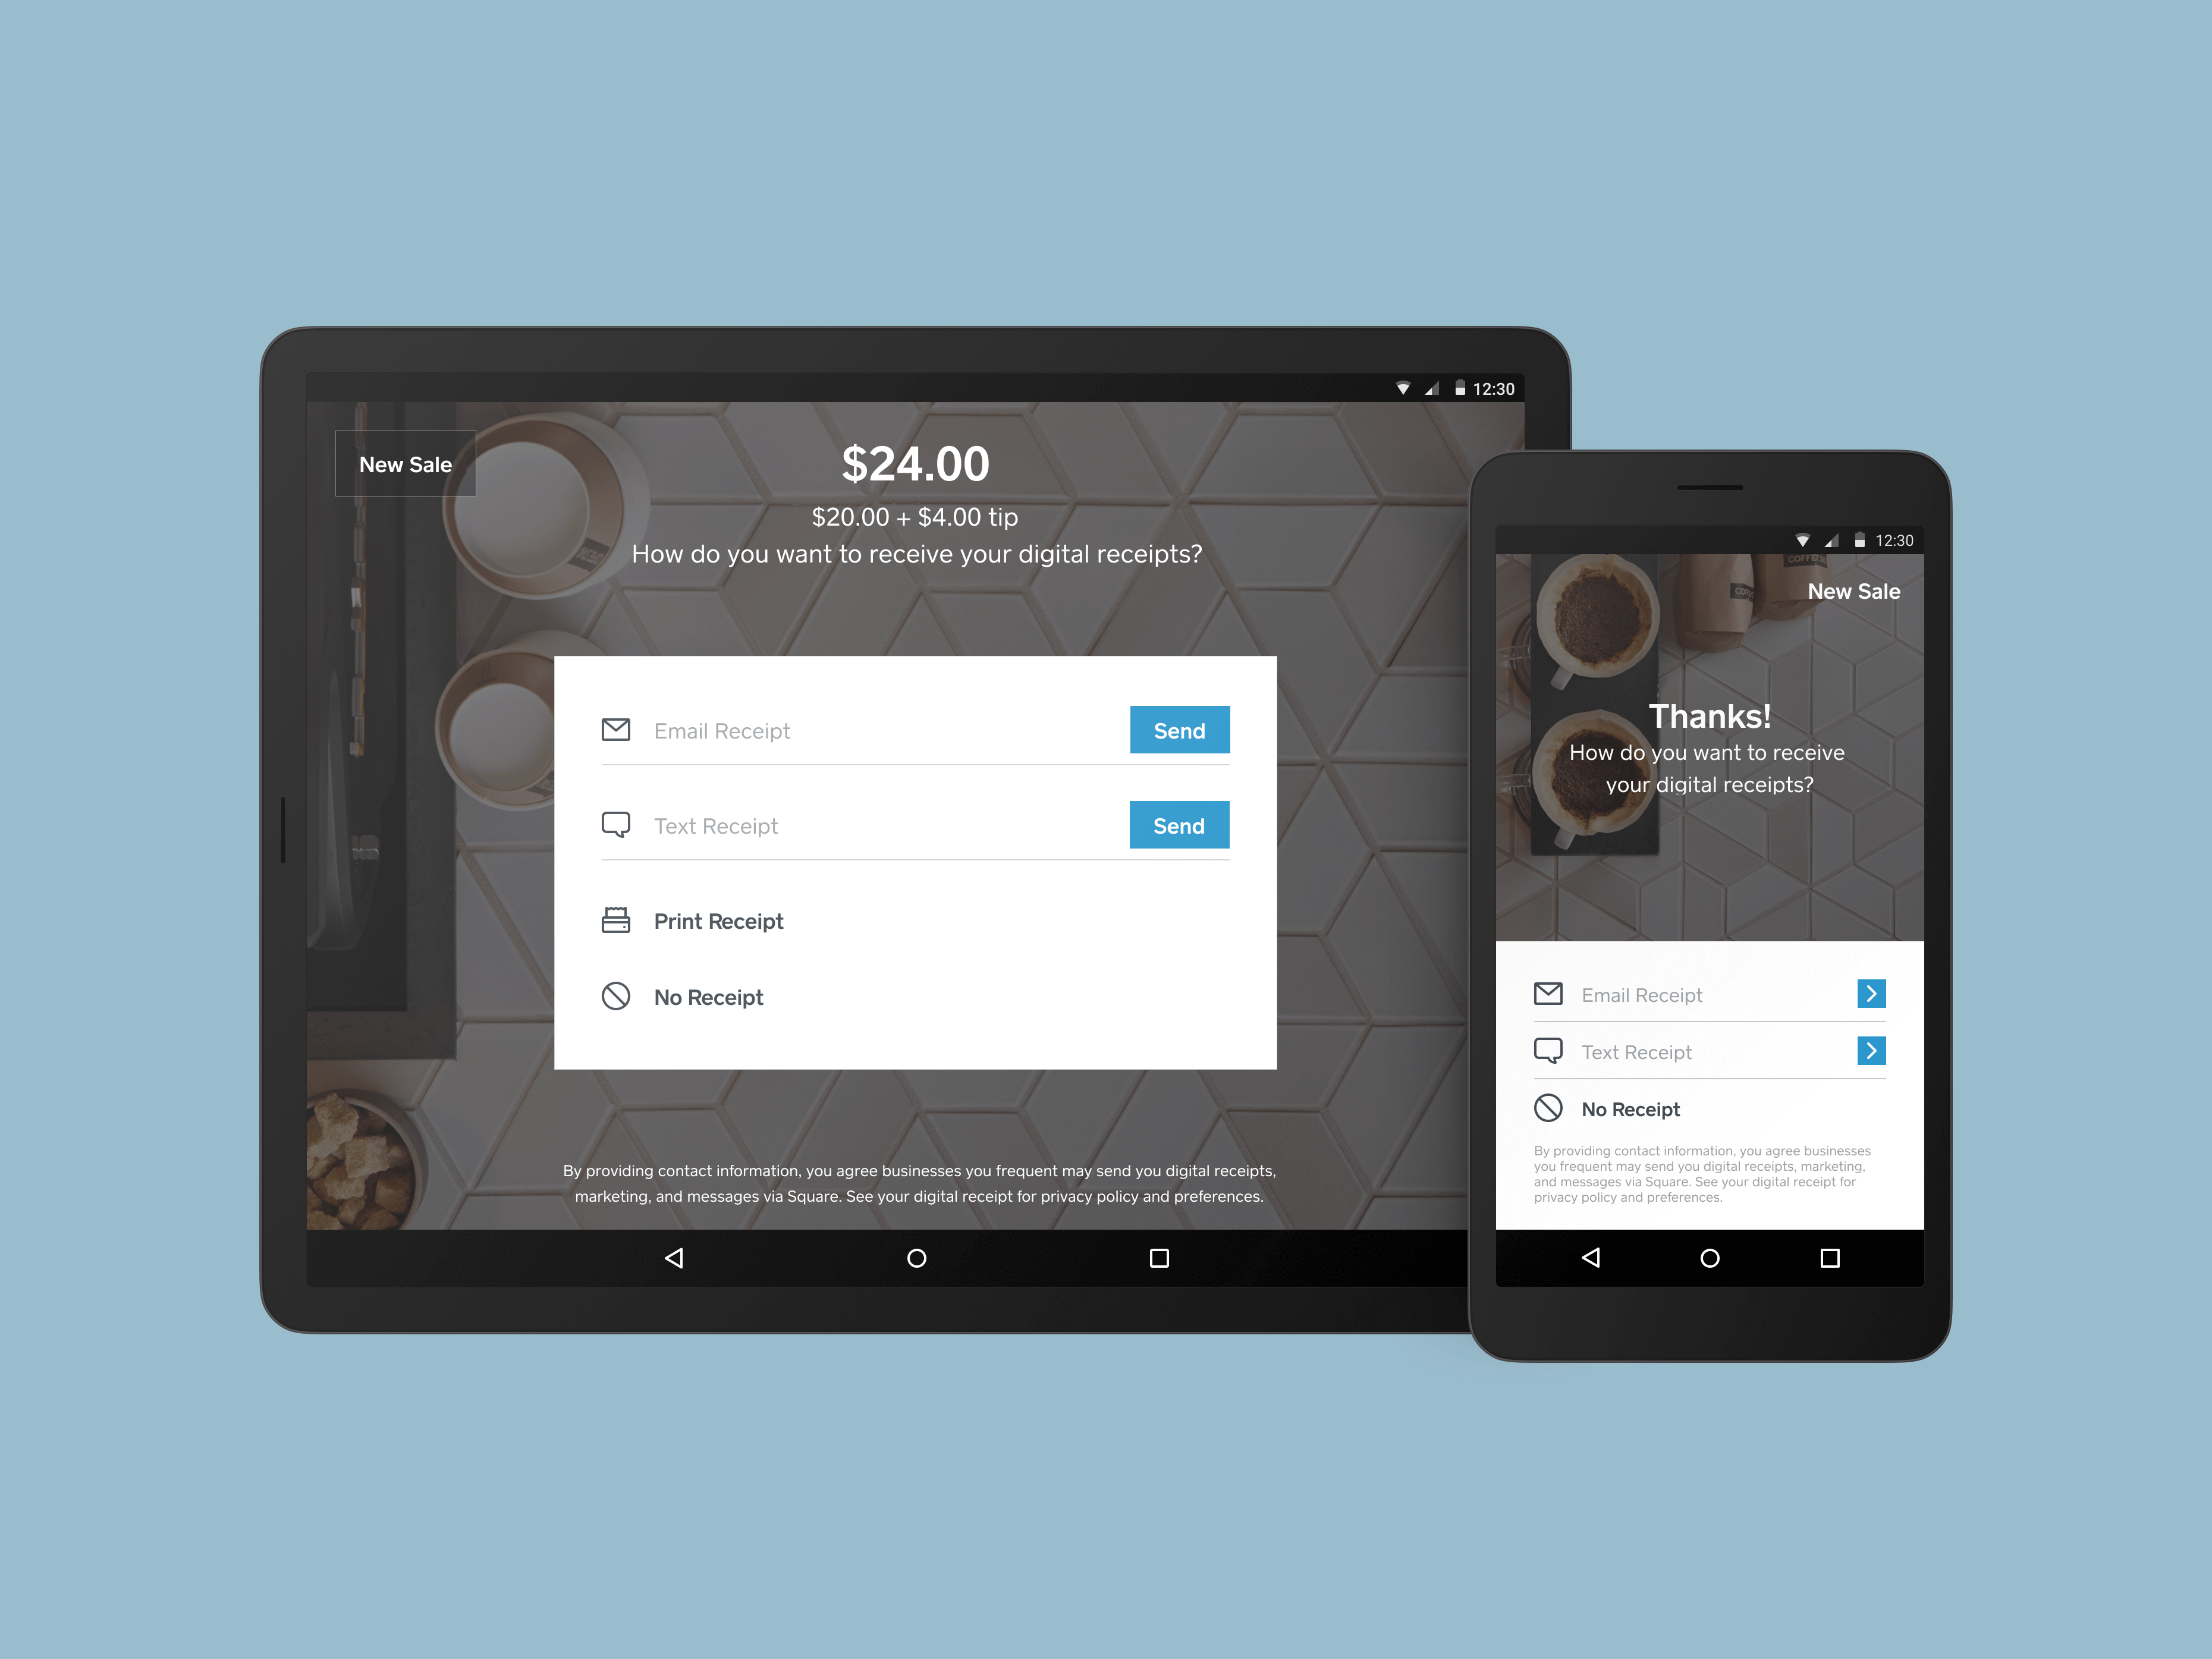 12:30
New Sale
$24.00
$20.00 + $4.00 tip
How do you want to receive your digital receipts?
Email Receipt
Send
Text Receipt
Send
Print Receipt
No Receipt
By providing contact information, you agree businesses you frequent may send you digital receipts,
marketing, and messages via Square. See your digital receipt for privacy policy and preferences.
12:30
New Sale
Thanks!
How do you want to receive
your digital receipts?
Email Receipt
Text Receipt
No Receipt
By providing contact information, you agree businesses
you frequent may send you digital receipts, marketing,
and messages via Square. See your digital receipt for
privacy policy and preferences.